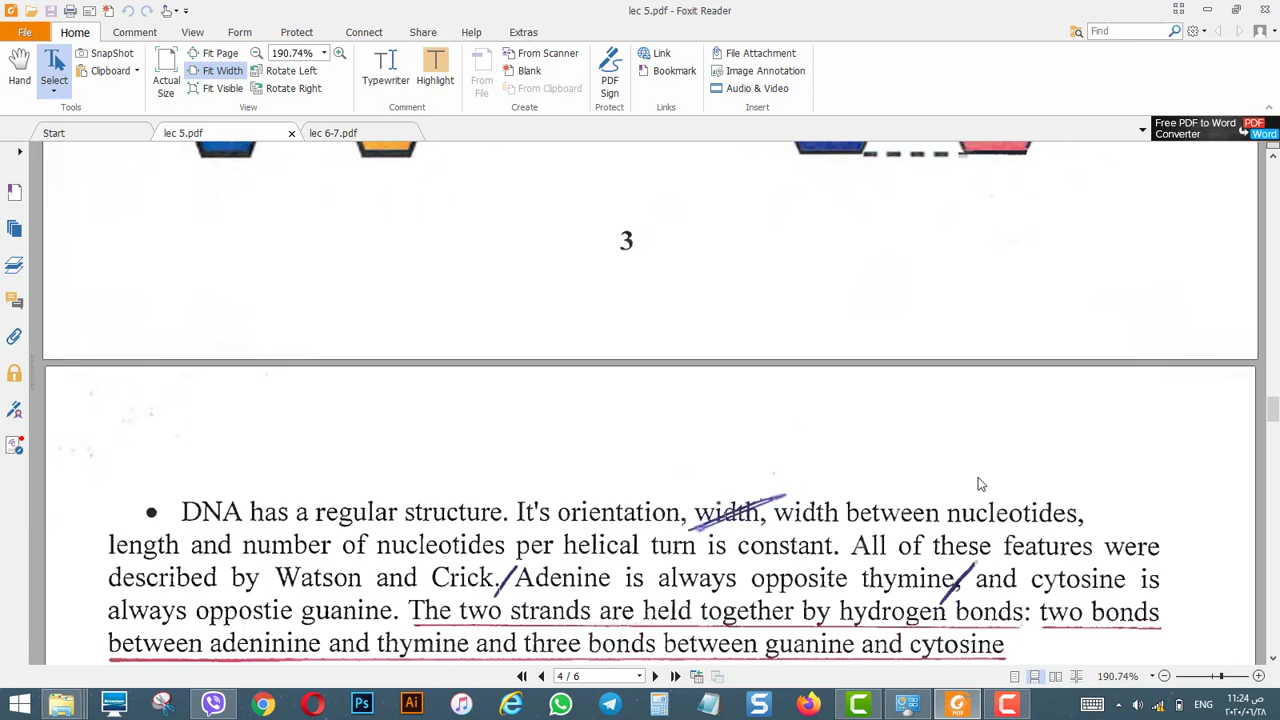 lec 5.pdf - Foxit Reader
File Home Comment View Form Protect Connect Share Help Extras
Find
Hand
Select
SnapShot
Clipboard
Tools
Actual Size
Fit Page
Fit Width
Fit Visible
190.74%
Rotate Left
Rotate Right
View
Typewriter
Highlight
Comment
From File
From Scanner
Blank
From Clipboard
Create
PDF Sign
Protect
Link
Bookmark
Links
File Attachment
Image Annotation
Audio & Video
Insert
Start lec 5.pdf lec 6-7.pdf
Free PDF to Word Converter
PDF
Word
3
• DNA has a regular structure. It's orientation, width, width between nucleotides,
length and number of nucleotides per helical turn is constant. All of these features were
described by Watson and Crick. Adenine is always opposite thymine, and cytosine is
always oppostie guanine. The two strands are held together by hydrogen bonds: two bonds
between adeninine and thymine and three bonds between guanine and cytosine
4 / 6
190.74%
11:24 ص